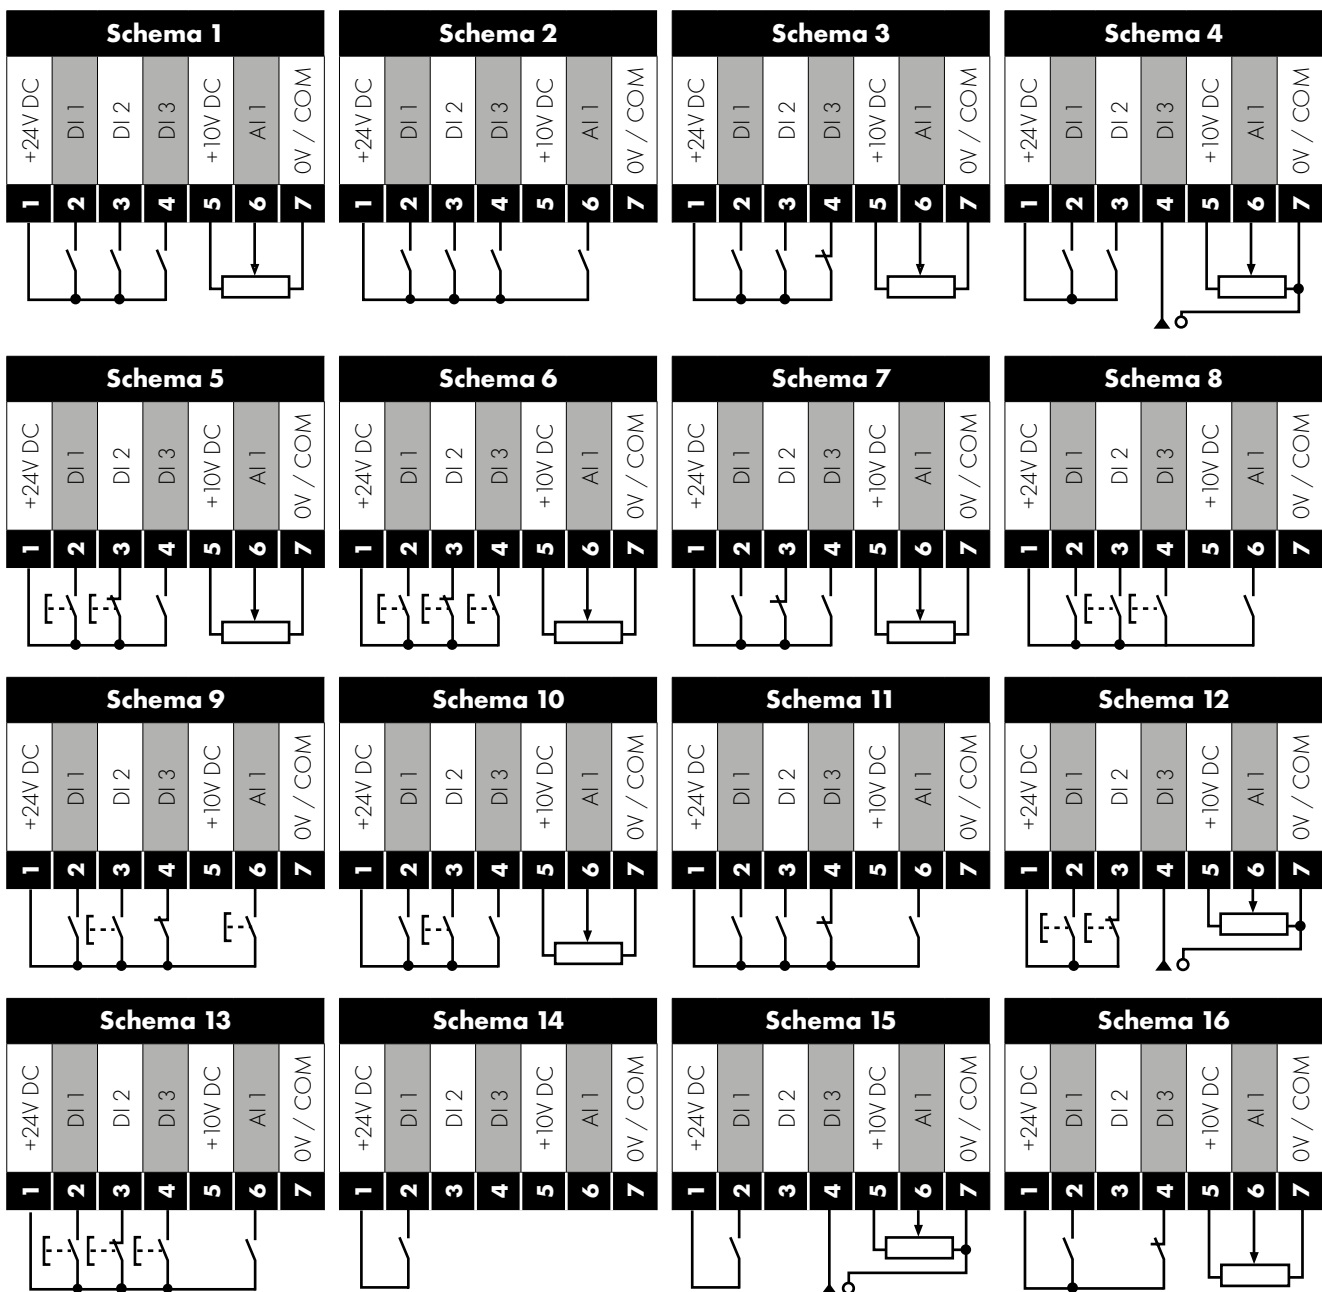 Schema 1 Schema 2 Schema 3 Schema 4
+24V DC DI 1 DI 2 DI 3 +10V DC AI 1 0V / COM +24V DC DI 1 DI 2 DI 3 +10V DC AI 1 0V / COM +24V DC DI 1 DI 2 DI 3 +10V DC AI 1 0V / COM +24V DC DI 1 DI 2 DI 3 +10V DC AI 1 0V / COM
1 2 3 4 5 6 7 1 2 3 4 5 6 7 1 2 3 4 5 6 7 1 2 3 4 5 6 7
Schema 5 Schema 6 Schema 7 Schema 8
+24V DC DI 1 DI 2 DI 3 +10V DC AI 1 0V / COM +24V DC DI 1 DI 2 DI 3 +10V DC AI 1 0V / COM +24V DC DI 1 DI 2 DI 3 +10V DC AI 1 0V / COM +24V DC DI 1 DI 2 DI 3 +10V DC AI 1 0V / COM
1 2 3 4 5 6 7 1 2 3 4 5 6 7 1 2 3 4 5 6 7 1 2 3 4 5 6 7
Schema 9 Schema 10 Schema 11 Schema 12
+24V DC DI 1 DI 2 DI 3 +10V DC AI 1 0V / COM +24V DC DI 1 DI 2 DI 3 +10V DC AI 1 0V / COM +24V DC DI 1 DI 2 DI 3 +10V DC AI 1 0V / COM +24V DC DI 1 DI 2 DI 3 +10V DC AI 1 0V / COM
1 2 3 4 5 6 7 1 2 3 4 5 6 7 1 2 3 4 5 6 7 1 2 3 4 5 6 7
Schema 13 Schema 14 Schema 15 Schema 16
+24V DC DI 1 DI 2 DI 3 +10V DC AI 1 0V / COM +24V DC DI 1 DI 2 DI 3 +10V DC AI 1 0V / COM +24V DC DI 1 DI 2 DI 3 +10V DC AI 1 0V / COM +24V DC DI 1 DI 2 DI 3 +10V DC AI 1 0V / COM
1 2 3 4 5 6 7 1 2 3 4 5 6 7 1 2 3 4 5 6 7 1 2 3 4 5 6 7